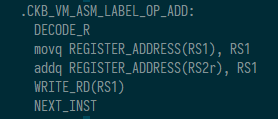 .CKB_VM_ASM_LABEL_OP_ADD:
DECODE_R
movq REGISTER_ADDRESS(RS1), RS1
addq REGISTER_ADDRESS(RS2r), RS1
WRITE_RD(RS1)
NEXT_INST